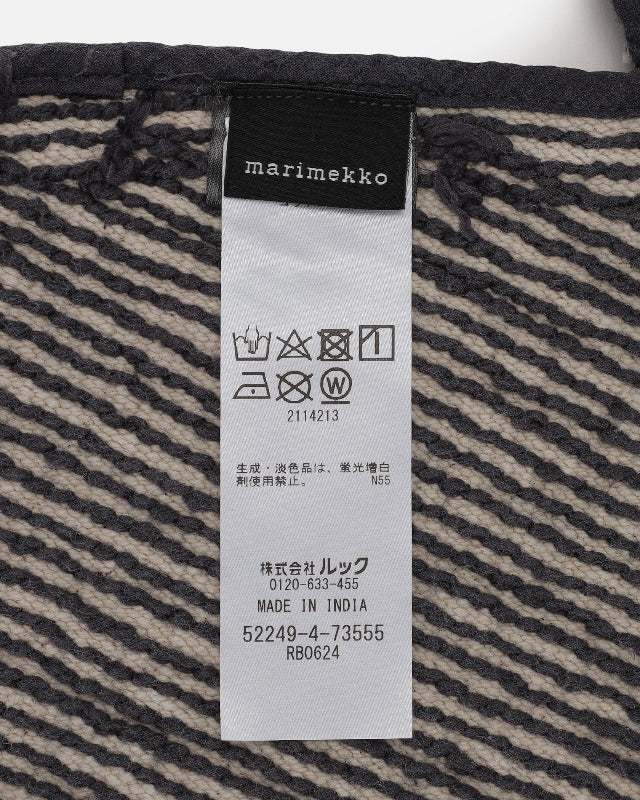 marimekko
W
2114213
生成・淡色品は、蛍光増白
剤使用禁止。 N55
株式会社ルック
0120-633-455
MADE IN INDIA
52249-4-73555
RB0624